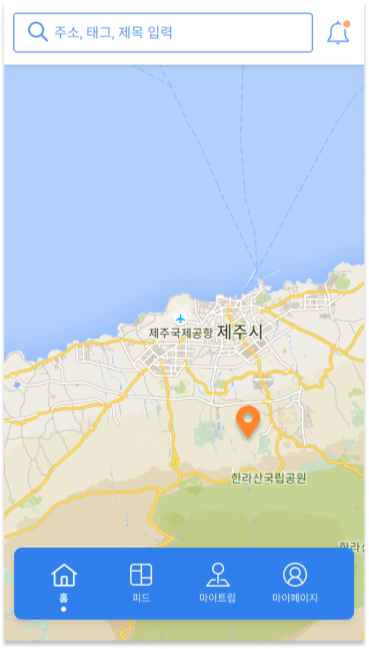 주소, 태그, 제목 입력
제주국제공항 제주시
한라산국립공원
한라산
홈 피드 마이트립 마이페이지